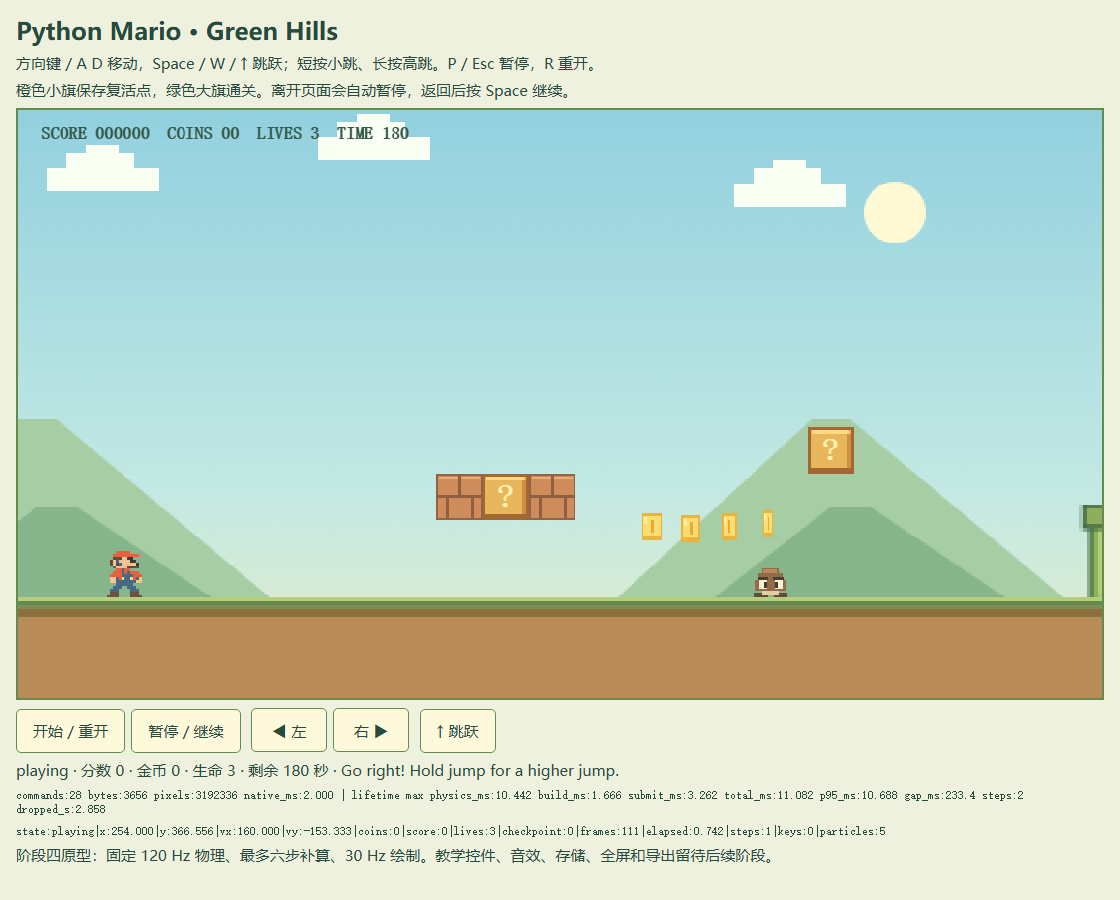 Python Mario • Green Hills
方向键 / A D 移动，Space / W / ↑ 跳跃；短按小跳、长按高跳。P / Esc 暂停，R 重开。
橙色小旗保存复活点，绿色大旗通关。离开页面会自动暂停，返回后按 Space 继续。
SCORE 000000 COINS 00 LIVES 3 TIME 180
?
?
开始 / 重开 暂停 / 继续 ◀ 左 右 ▶ ↑ 跳跃
playing · 分数 0 · 金币 0 · 生命 3 · 剩余 180 秒 · Go right! Hold jump for a higher jump.
commands:28 bytes:3656 pixels:3192336 native_ms:2.000 | lifetime max physics_ms:10.442 build_ms:1.666 submit_ms:3.262 total_ms:11.082 p95_ms:10.688 gap_ms:233.4 steps:2
dropped_s:2.858
state:playing|x:254.000|y:366.556|vx:160.000|vy:-153.333|coins:0|score:0|lives:3|checkpoint:0|frames:111|elapsed:0.742|steps:1|keys:0|particles:5
阶段四原型：固定 120 Hz 物理、最多六步补算、30 Hz 绘制。教学控件、音效、存储、全屏和导出留待后续阶段。